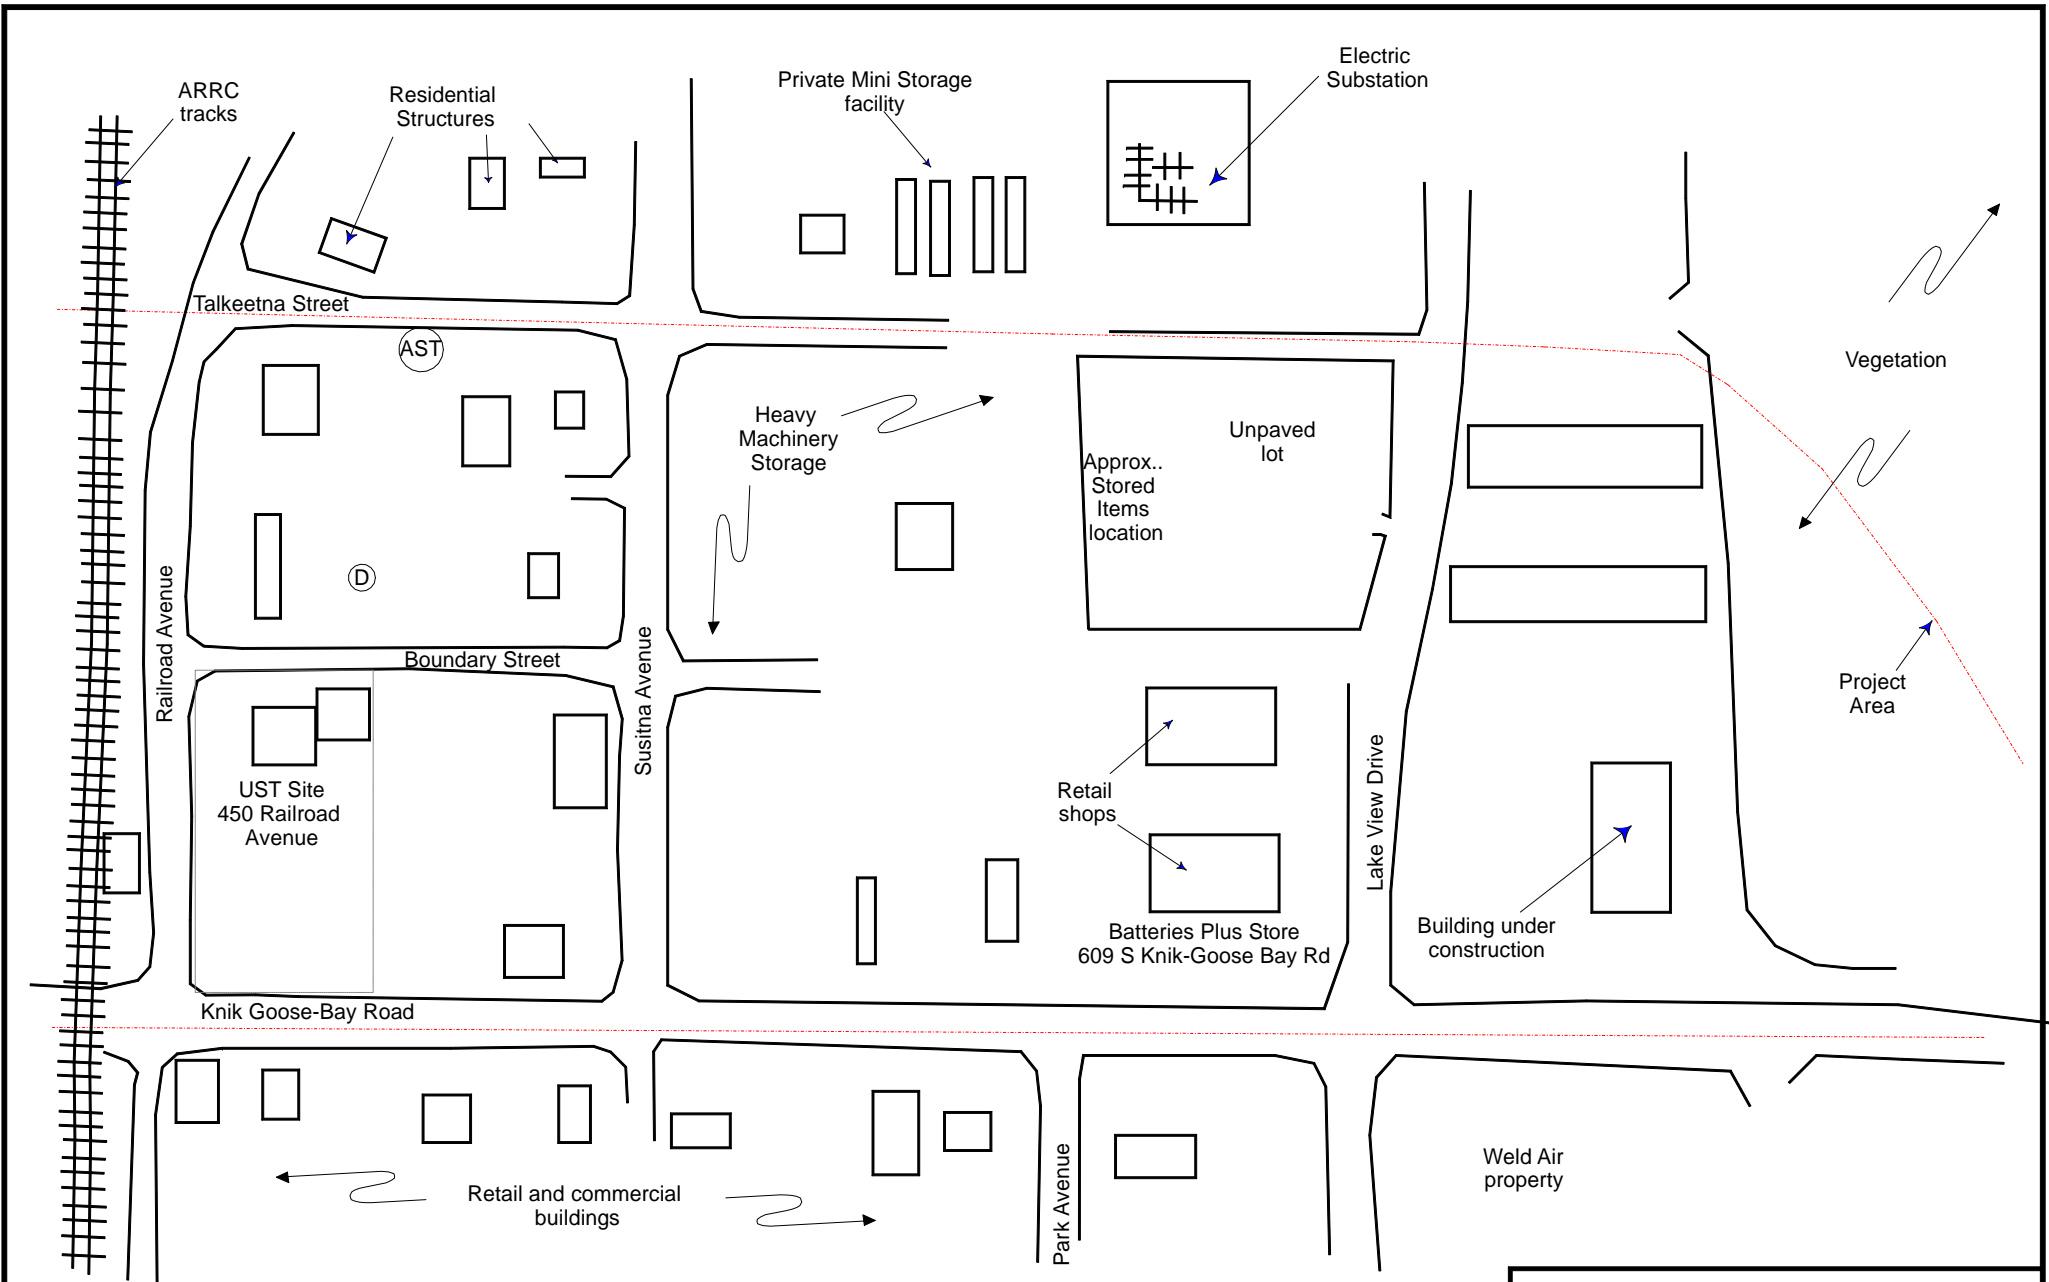 Electric
Substation
Private Mini Storage
facility
ARRC
tracks
Residential
Structures
Talkeetna Street
AST
Vegetation
Heavy
Machinery
Storage
Unpaved
lot
Approx..
Stored
Items
location
D
Railroad Avenue
Boundary Street
Susitna Avenue
Project
Area
UST Site
450 Railroad
Avenue
Retail
shops
Lake View Drive
Building under
construction
Batteries Plus Store
609 S Knik-Goose Bay Rd
Knik Goose-Bay Road
Park Avenue
Weld Air
property
Retail and commercial
buildings